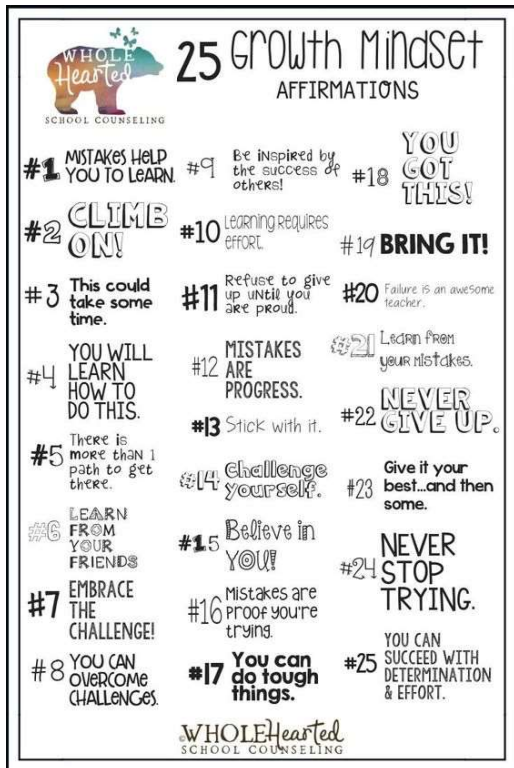 WHOLE
Hearted
SCHOOL COUNSELING
25 Growth Mindset
AFFIRMATIONS
#1 MISTAKES HELP
YOU TO LEARN.
#2 CLIMB
ON!
#3 This could
take some
time.
#4 YOU WILL
LEARN
HOW TO
DO THIS.
#5 There is
more than 1
path to get
there.
#6 LEARN
FROM
YOUR
FRIENDS
#7 EMBRACE
THE
CHALLENGE!
#8 YOU CAN
OVERCOME
CHALLENGES.
#9 Be inspired by
the success of
others!
#10 Learning requires
effort.
#11 Refuse to give
up until you
are proud.
#12 MISTAKES
ARE
PROGRESS.
#13 Stick with it.
#14 Challenge
yourself.
#15 Believe in
YOU!
#16 Mistakes are
proof you're
trying.
#17 You can
do tough
things.
#18 YOU
GOT
THIS!
#19 BRING IT!
#20 Failure is an awesome
teacher.
#21 Learn from
your mistakes.
#22 NEVER
GIVE UP.
#23 Give it your
best...and then
some.
#24 NEVER
STOP
TRYING.
#25 YOU CAN
SUCCEED WITH
DETERMINATION
& EFFORT.
©WHOLEHearted
SCHOOL COUNSELING